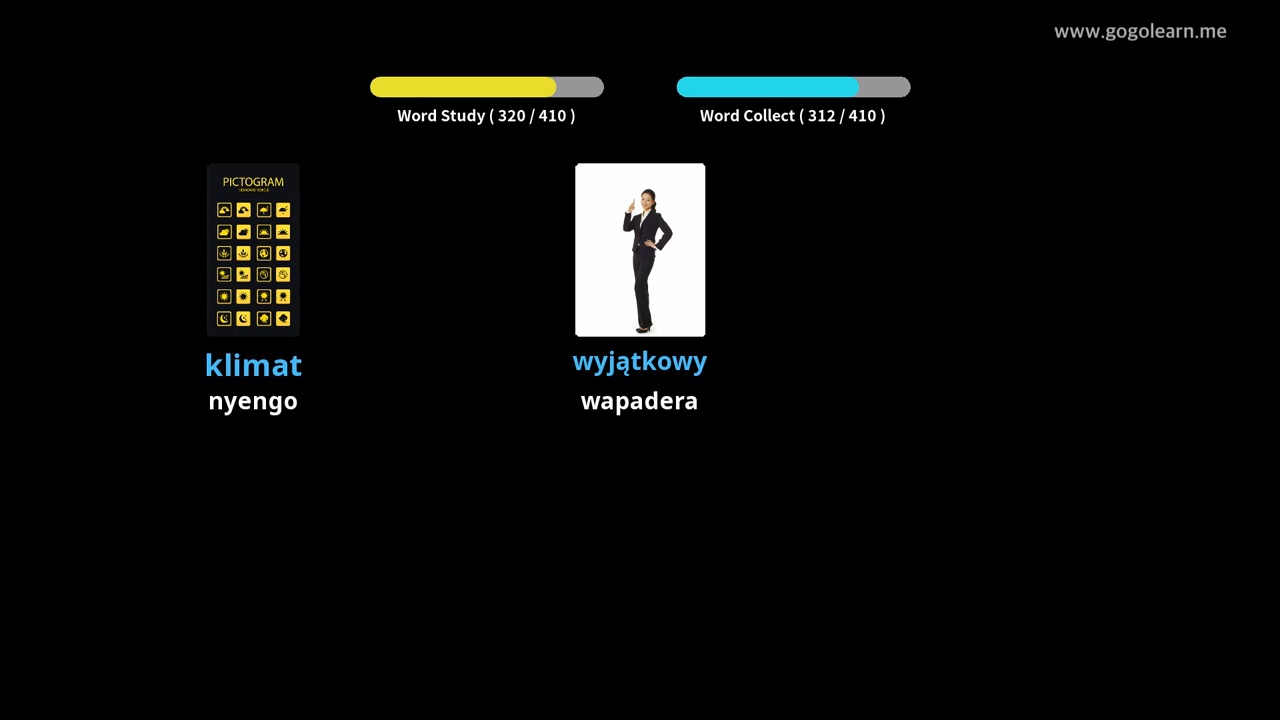 www.gogolearn.me
Word Study ( 320 / 410 )
Word Collect ( 312 / 410 )
PICTOGRAM
klimat
nyengo
wyjątkowy
wapadera